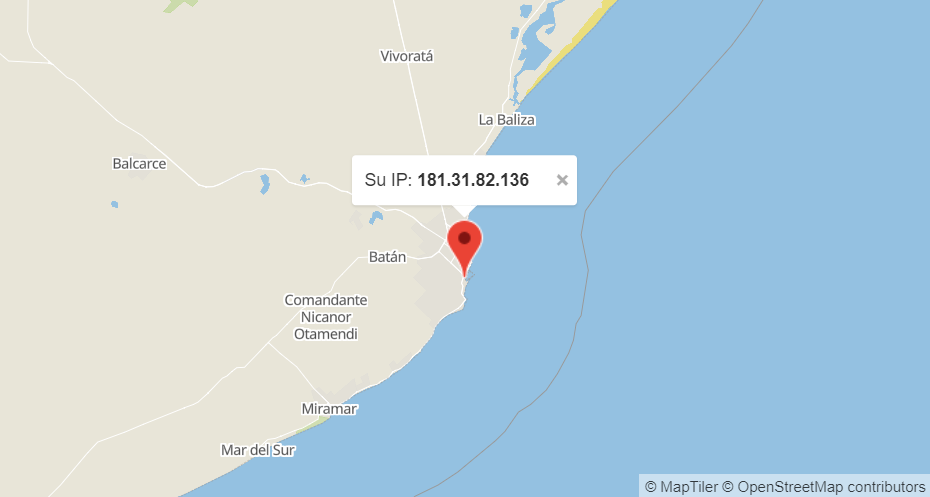 Vivoratá
La Baliza
Balcarce
Su IP: 181.31.82.136 ×
Batán
Comandante
Nicanor
Otamendi
Miramar
Mar del Sur
© MapTiler © OpenStreetMap contributors